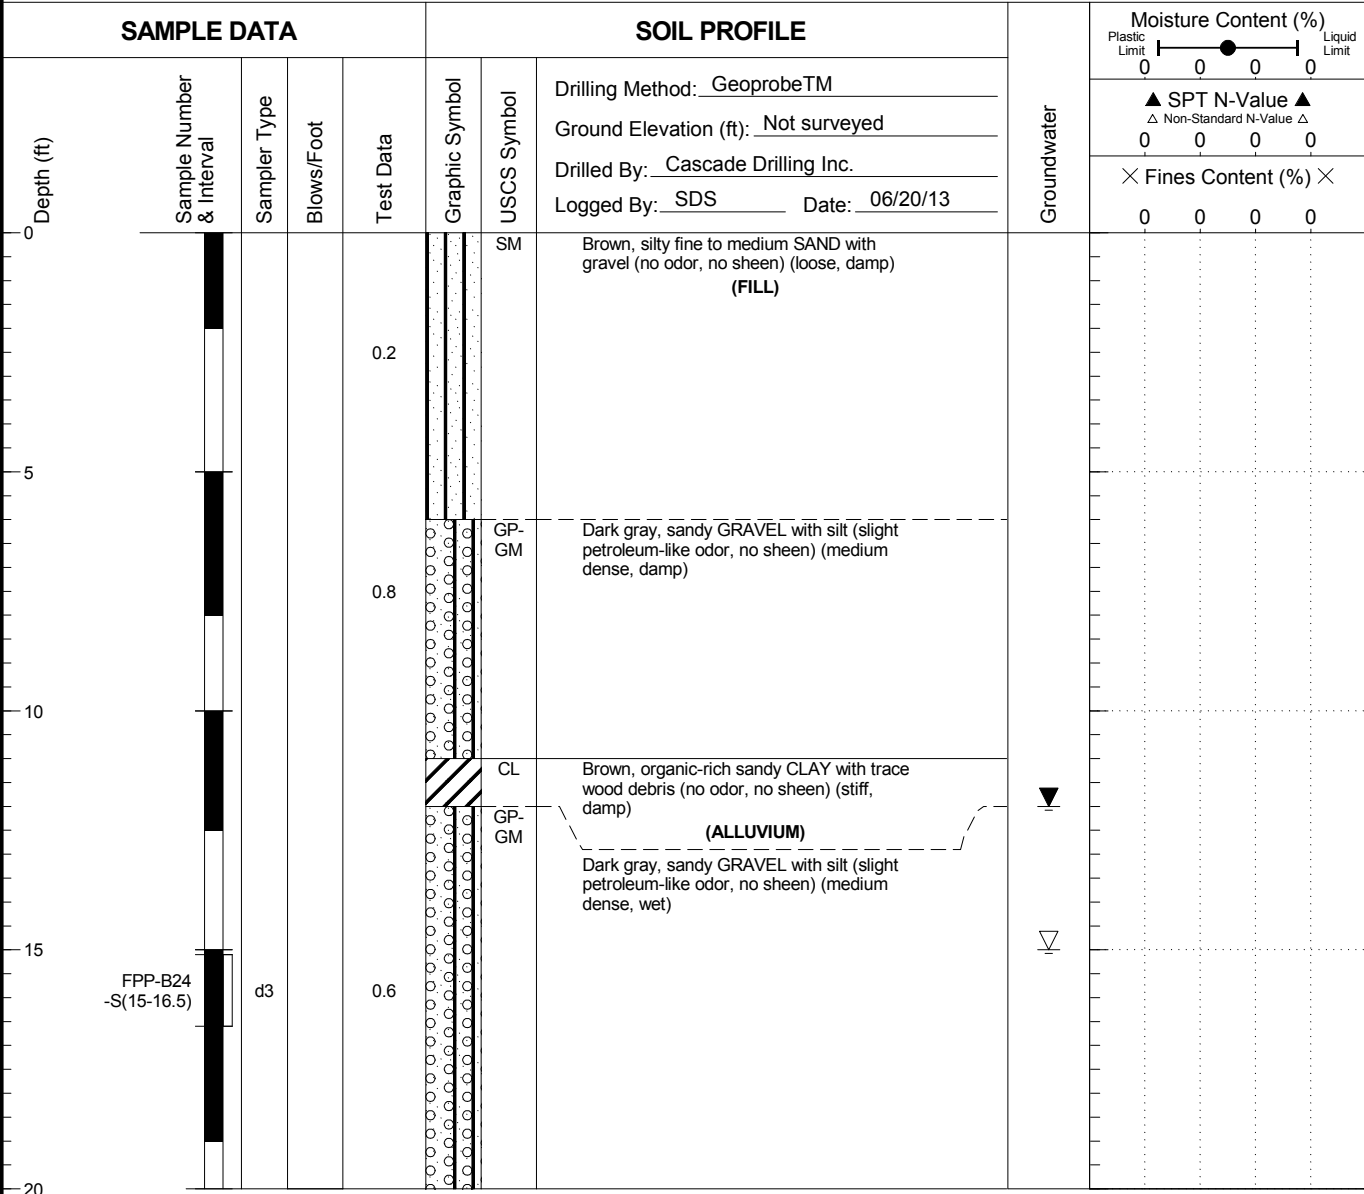 SAMPLE DATA
SOIL PROFILE
Moisture Content (%)
Plastic Limit
Liquid Limit
0 0 0 0
▲ SPT N-Value ▲
△ Non-Standard N-Value △
0 0 0 0
× Fines Content (%) ×
0 0 0 0
Depth (ft)
Sample Number
& Interval
Sampler Type
Blows/Foot
Test Data
Graphic Symbol
USCS Symbol
Drilling Method: GeoprobeTM
Ground Elevation (ft): Not surveyed
Drilled By: Cascade Drilling Inc.
Logged By: SDS Date: 06/20/13
Groundwater
0
SM
Brown, silty fine to medium SAND with
gravel (no odor, no sheen) (loose, damp)
(FILL)
0.2
5
GP-
GM
Dark gray, sandy GRAVEL with silt (slight
petroleum-like odor, no sheen) (medium
dense, damp)
0.8
10
CL
Brown, organic-rich sandy CLAY with trace
wood debris (no odor, no sheen) (stiff,
damp)
(ALLUVIUM)
GP-
GM
Dark gray, sandy GRAVEL with silt (slight
petroleum-like odor, no sheen) (medium
dense, wet)
15
FPP-B24
-S(15-16.5)
d3
0.6
20